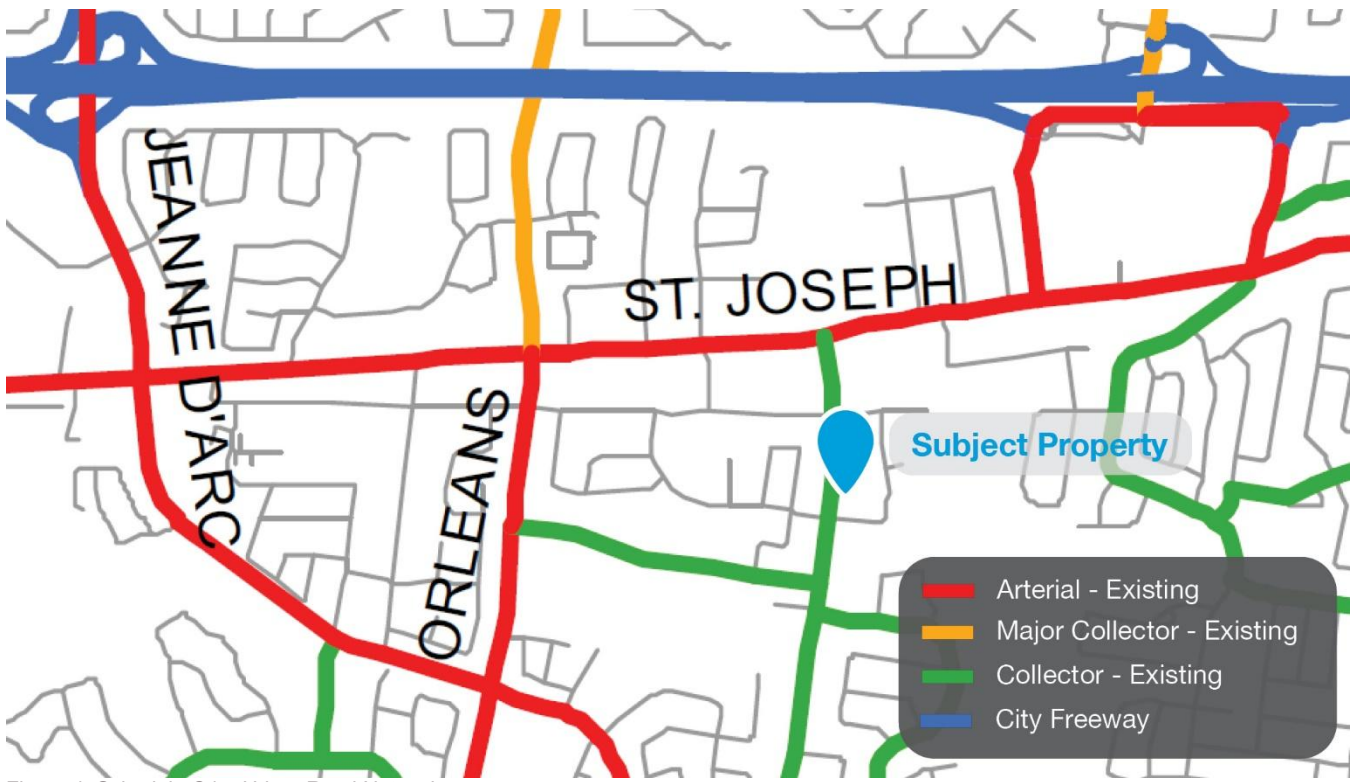 JEANNE D'ARC
ST. JOSEPH
ORLEANS
Subject Property
Arterial - Existing
Major Collector - Existing
Collector - Existing
City Freeway